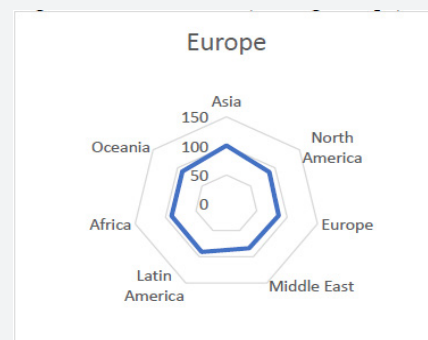 Europe
Asia
150
North
America
100
Oceania
50
0
Africa
Europe
Latin
America
Middle East